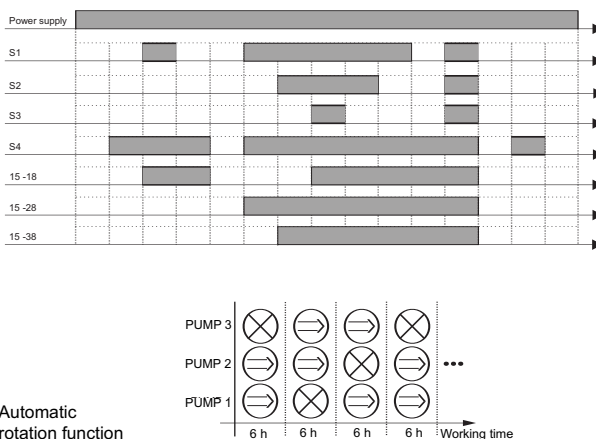 Power supply
S1
S2
S3
S4
15 -18
15 -28
15 -38
PUMP 3
PUMP 2
PUMP 1
Automatic
rotation function
6 h 6 h 6 h 6 h Working time